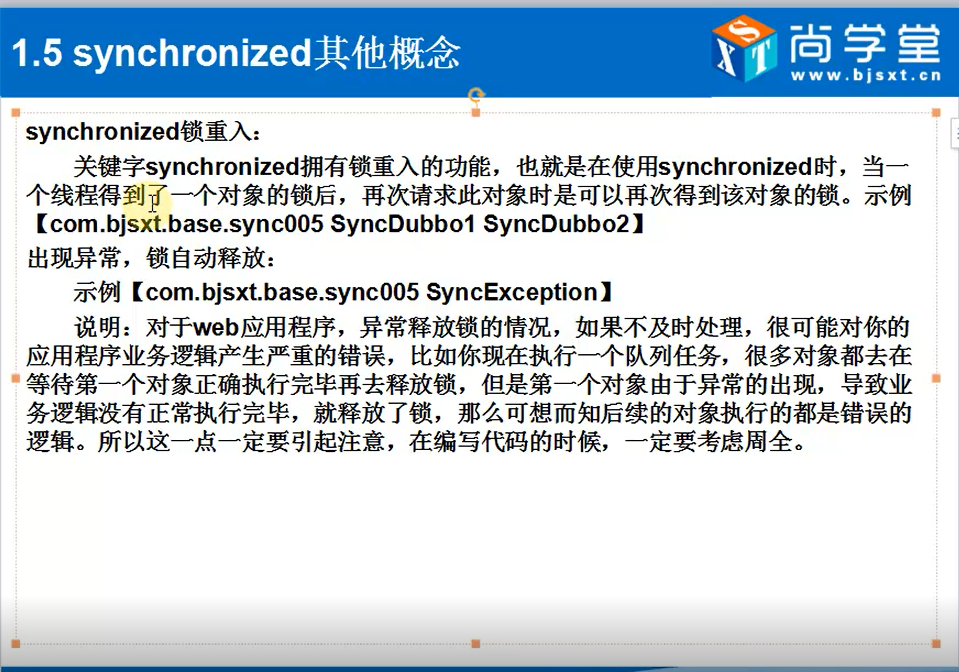 1.5 synchronized其他概念
SXT
尚学堂
www.bjsxt.cn
synchronized锁重入：
关键字synchronized拥有锁重入的功能，也就是在使用synchronized时，当一
个线程得到了一个对象的锁后，再次请求此对象时是可以再次得到该对象的锁。示例
【com.bjsxt.base.sync005 SyncDubbo1 SyncDubbo2】
出现异常，锁自动释放：
示例【com.bjsxt.base.sync005 SyncException】
说明：对于web应用程序，异常释放锁的情况，如果不及时处理，很可能对你的
应用程序业务逻辑产生严重的错误，比如你现在执行一个队列任务，很多对象都去在
等待第一个对象正确执行完毕再去释放锁，但是第一个对象由于异常的出现，导致业
务逻辑没有正常执行完毕，就释放了锁，那么可想而知后续的对象执行的都是错误的
逻辑。所以这一点一定要引起注意，在编写代码的时候，一定要考虑周全。